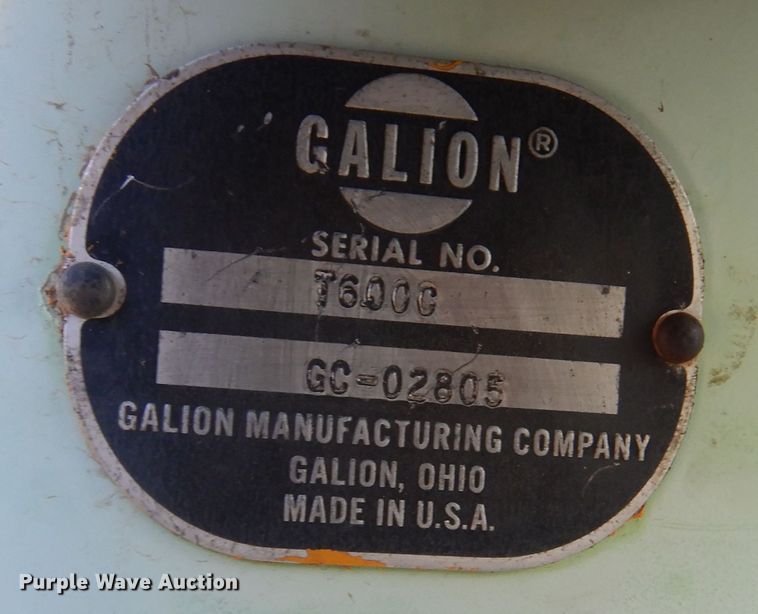 GALION®
SERIAL NO.
T600C
GC-02805
GALION MANUFACTURING COMPANY
GALION, OHIO
MADE IN U.S.A.
Purple Wave Auction